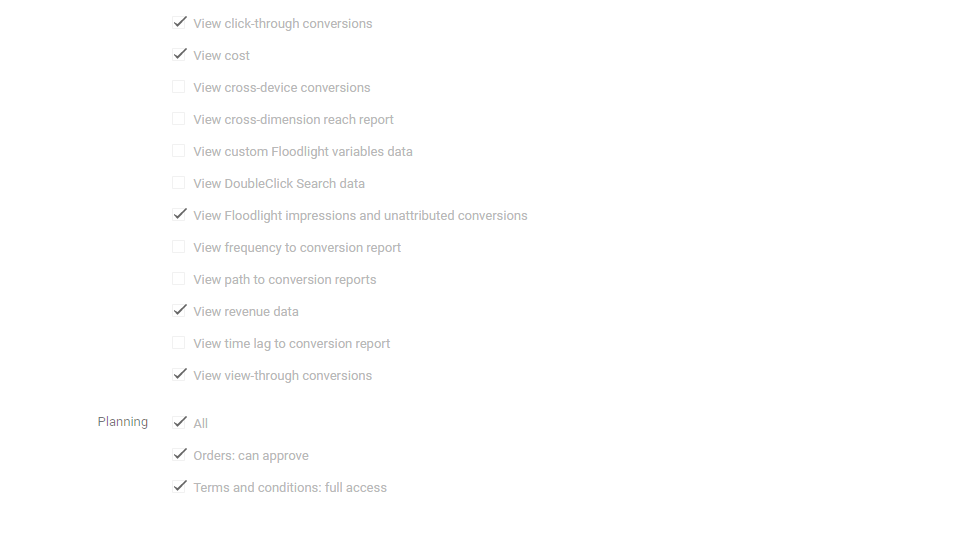 View click-through conversions
View cost
View cross-device conversions
View cross-dimension reach report
View custom Floodlight variables data
View DoubleClick Search data
View Floodlight impressions and unattributed conversions
View frequency to conversion report
View path to conversion reports
View revenue data
View time lag to conversion report
View view-through conversions
Planning All
Orders: can approve
Terms and conditions: full access